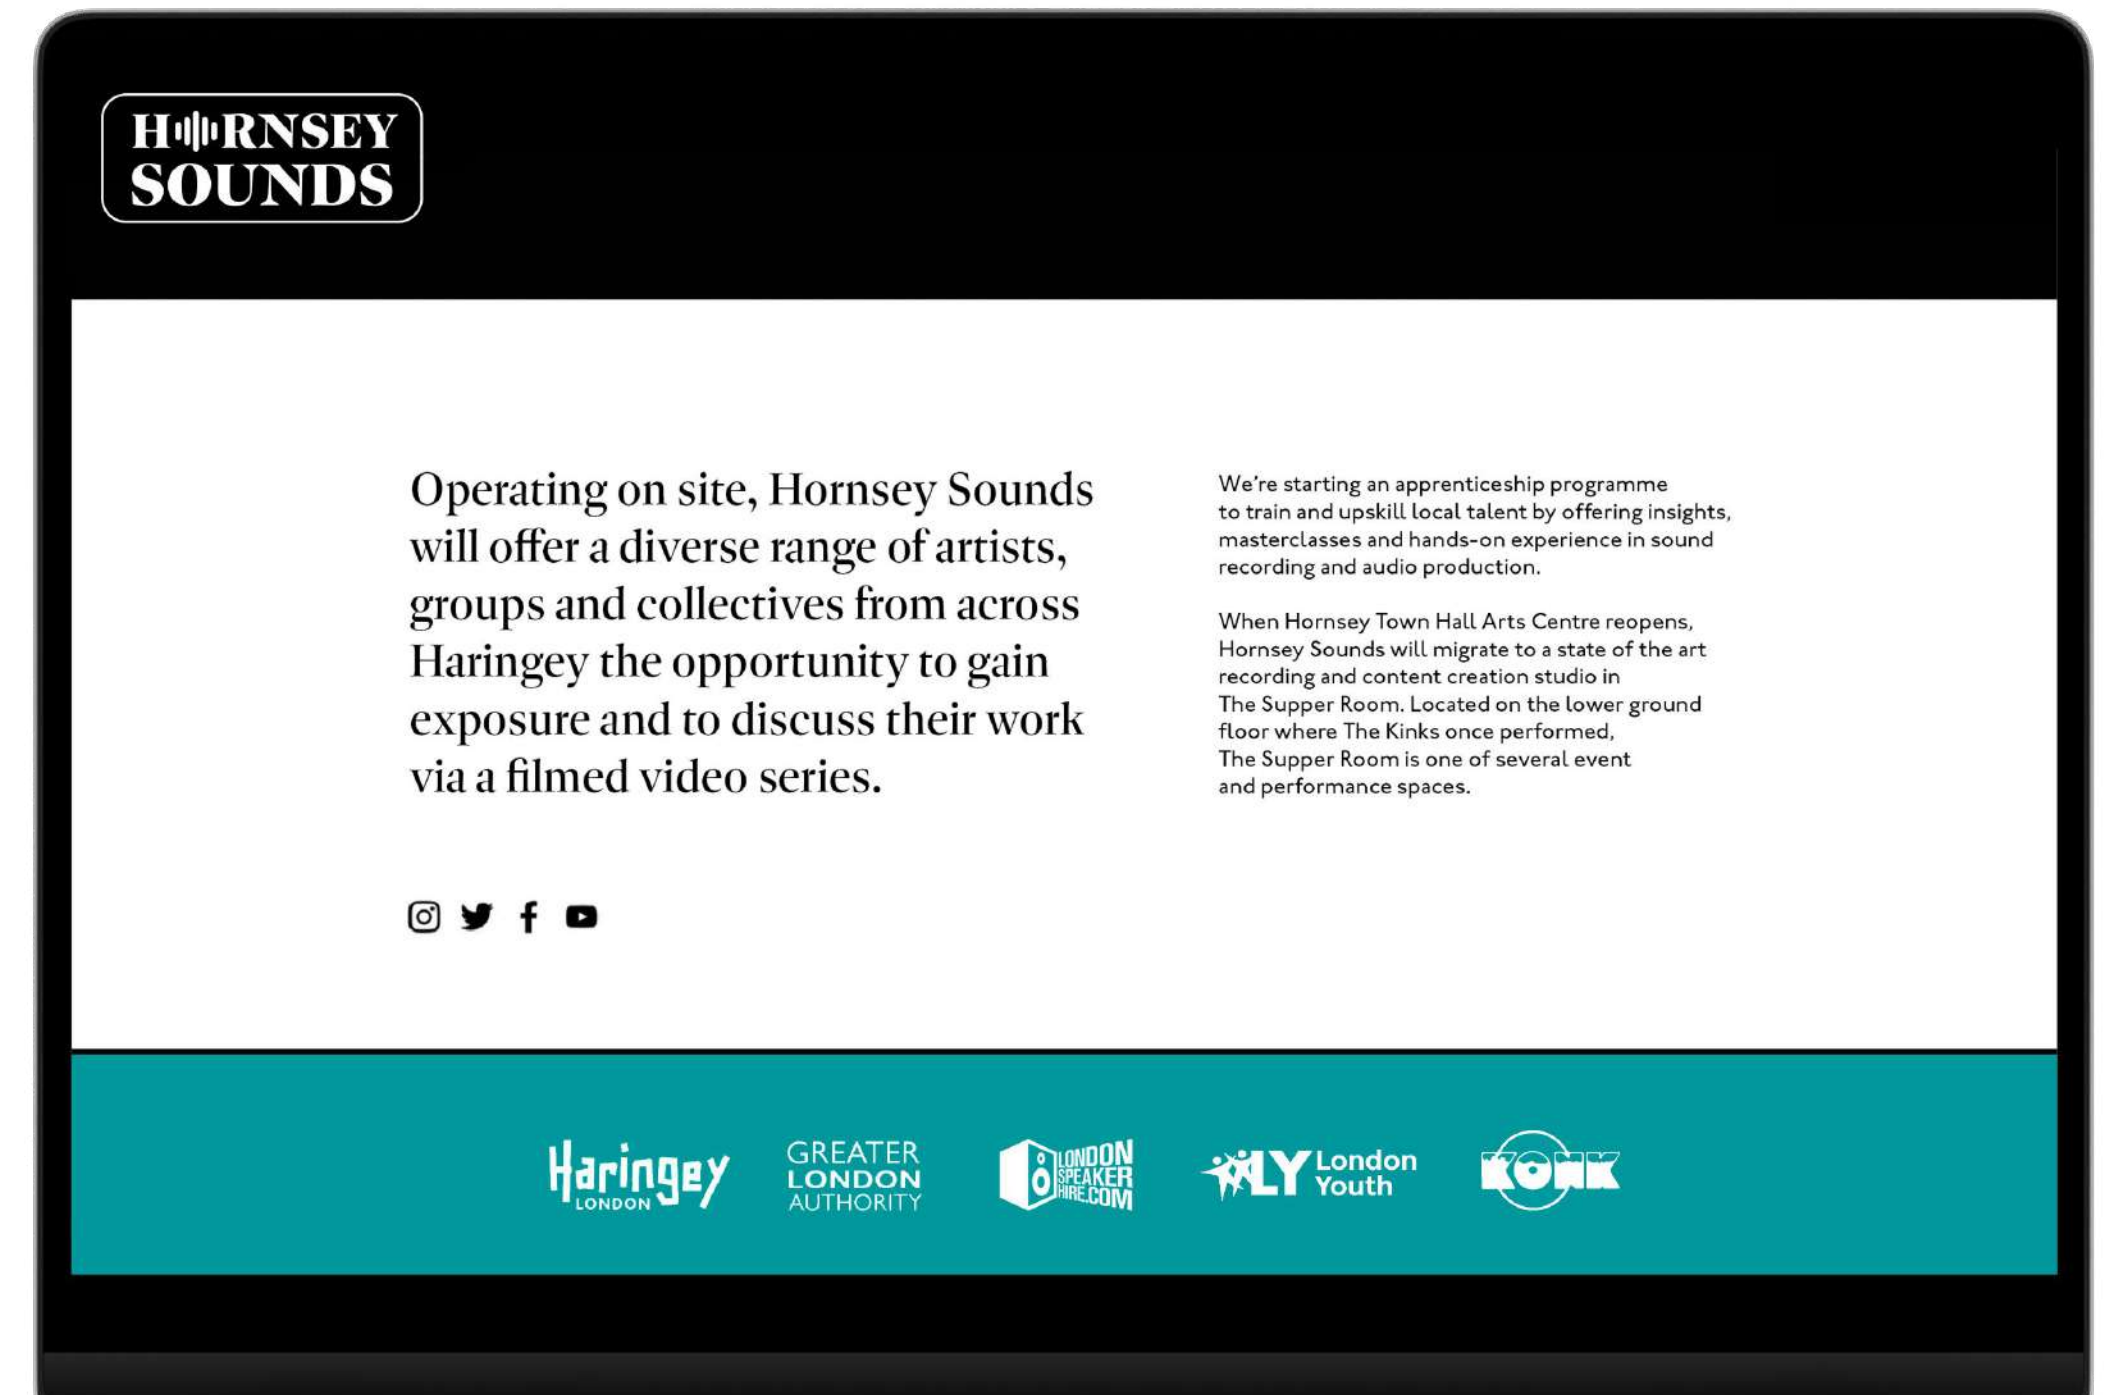 HORNSEY
SOUNDS
Operating on site, Hornsey Sounds
will offer a diverse range of artists,
groups and collectives from across
Haringey the opportunity to gain
exposure and to discuss their work
via a filmed video series.
We're starting an apprenticeship programme
to train and upskill local talent by offering insights,
masterclasses and hands-on experience in sound
recording and audio production.
When Hornsey Town Hall Arts Centre reopens,
Hornsey Sounds will migrate to a state of the art
recording and content creation studio in
The Supper Room. Located on the lower ground
floor where The Kinks once performed,
The Supper Room is one of several event
and performance spaces.
Haringey
LONDON
GREATER
LONDON
AUTHORITY
LONDON
SPEAKER
HIRE.COM
LY London
Youth
KONK